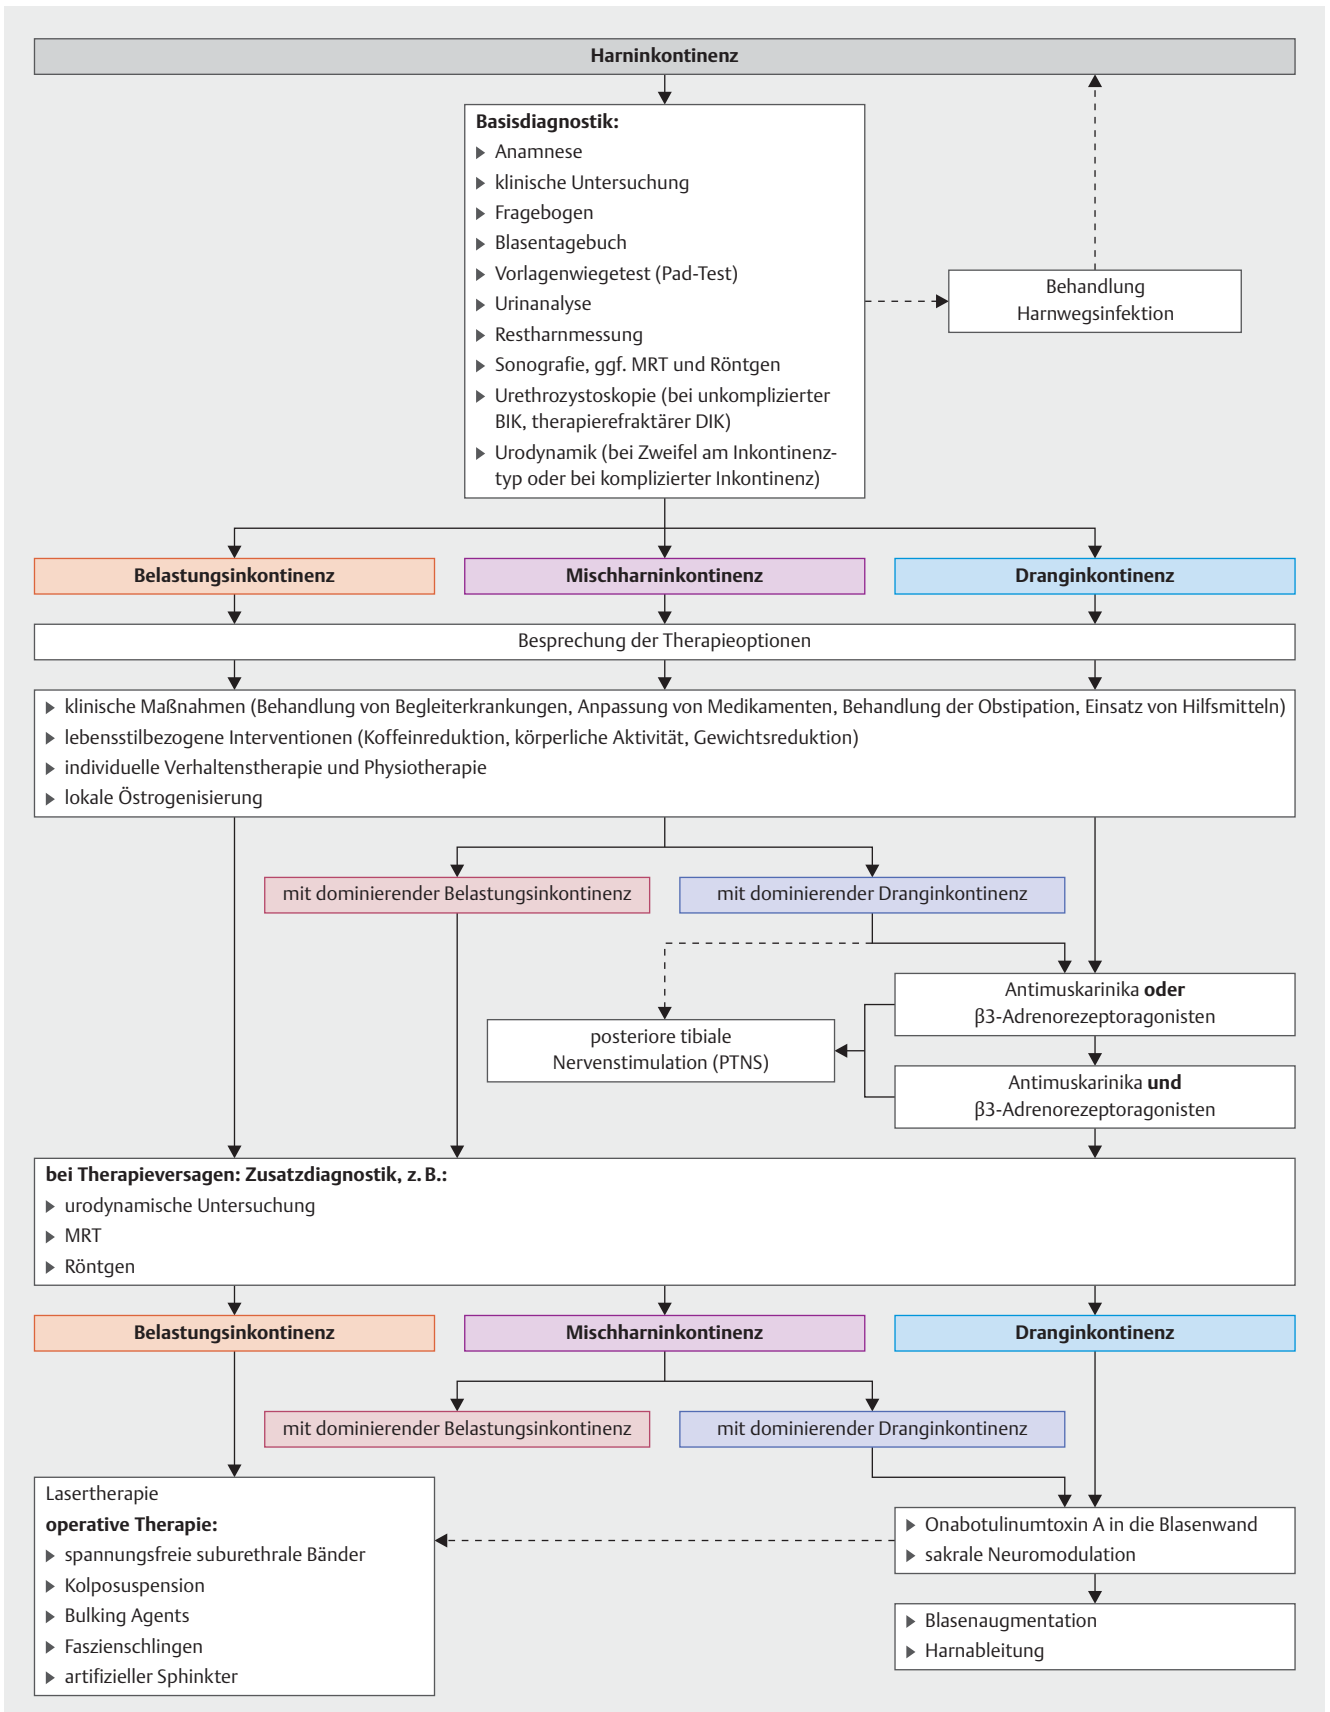 Harninkontinenz
Basisdiagnostik:
▶ Anamnese
▶ klinische Untersuchung
▶ Fragebogen
▶ Blasentagebuch
▶ Vorlagenwiegetest (Pad-Test)
▶ Urinanalyse
▶ Restharnmessung
▶ Sonografie, ggf. MRT und Röntgen
▶ Urethrozystoskopie (bei unkomplizierter
BIK, therapierefraktärer DIK)
▶ Urodynamik (bei Zweifel am Inkontinenz-
typ oder bei komplizierter Inkontinenz)
Behandlung
Harnwegsinfektion
Belastungsinkontinenz
Mischharninkontinenz
Dranginkontinenz
Besprechung der Therapieoptionen
▶ klinische Maßnahmen (Behandlung von Begleiterkrankungen, Anpassung von Medikamenten, Behandlung der Obstipation, Einsatz von Hilfsmitteln)
▶ lebensstilbezogene Interventionen (Koffeinreduktion, körperliche Aktivität, Gewichtsreduktion)
▶ individuelle Verhaltenstherapie und Physiotherapie
▶ lokale Östrogenisierung
mit dominierender Belastungsinkontinenz
mit dominierender Dranginkontinenz
Antimuskarinika oder
β3-Adrenorezeptoragonisten
posteriore tibiale
Nervenstimulation (PTNS)
Antimuskarinika und
β3-Adrenorezeptoragonisten
bei Therapieversagen: Zusatzdiagnostik, z. B.:
▶ urodynamische Untersuchung
▶ MRT
▶ Röntgen
Belastungsinkontinenz
Mischharninkontinenz
Dranginkontinenz
mit dominierender Belastungsinkontinenz
mit dominierender Dranginkontinenz
Lasertherapie
operative Therapie:
▶ spannungsfreie suburethrale Bänder
▶ Kolposuspension
▶ Bulking Agents
▶ Faszienschlingen
▶ artifizieller Sphinkter
▶ Onabotulinumtoxin A in die Blasenwand
▶ sakrale Neuromodulation
▶ Blasenaugmentation
▶ Harnableitung